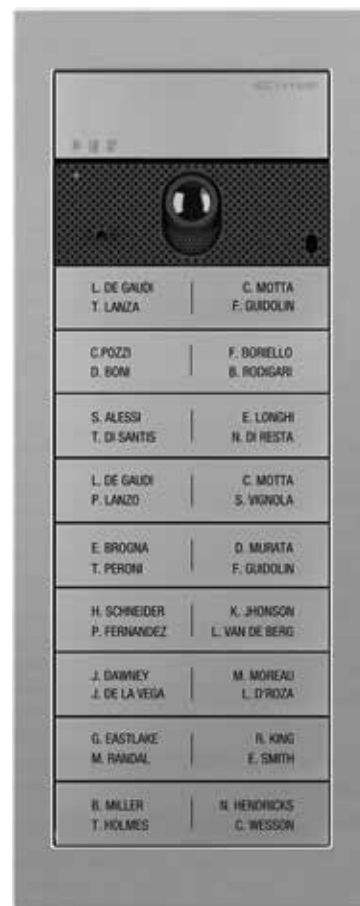 L. DE GAUDI C. MOTTA
T. LANZA F. GUIDOLIN
C.POZZI F. BORIELLO
D. BONI B. RODIGARI
S. ALESSI E. LONGHI
T. DI SANTIS N. DI RESTA
L. DE GAUDI C. MOTTA
P. LANZO S. VIGNOLA
E. BROGNA D. MURATA
T. PERONI F. GUIDOLIN
H. SCHNEIDER K. JHONSON
P. FERNANDEZ L. VAN DE BERG
J. DAWNEY M. MOREAU
J. DE LA VEGA L. D'ROZA
G. EASTLAKE R. KING
M. RANDAL E. SMITH
B. MILLER N. HENDRICKS
T. HOLMES C. WESSON